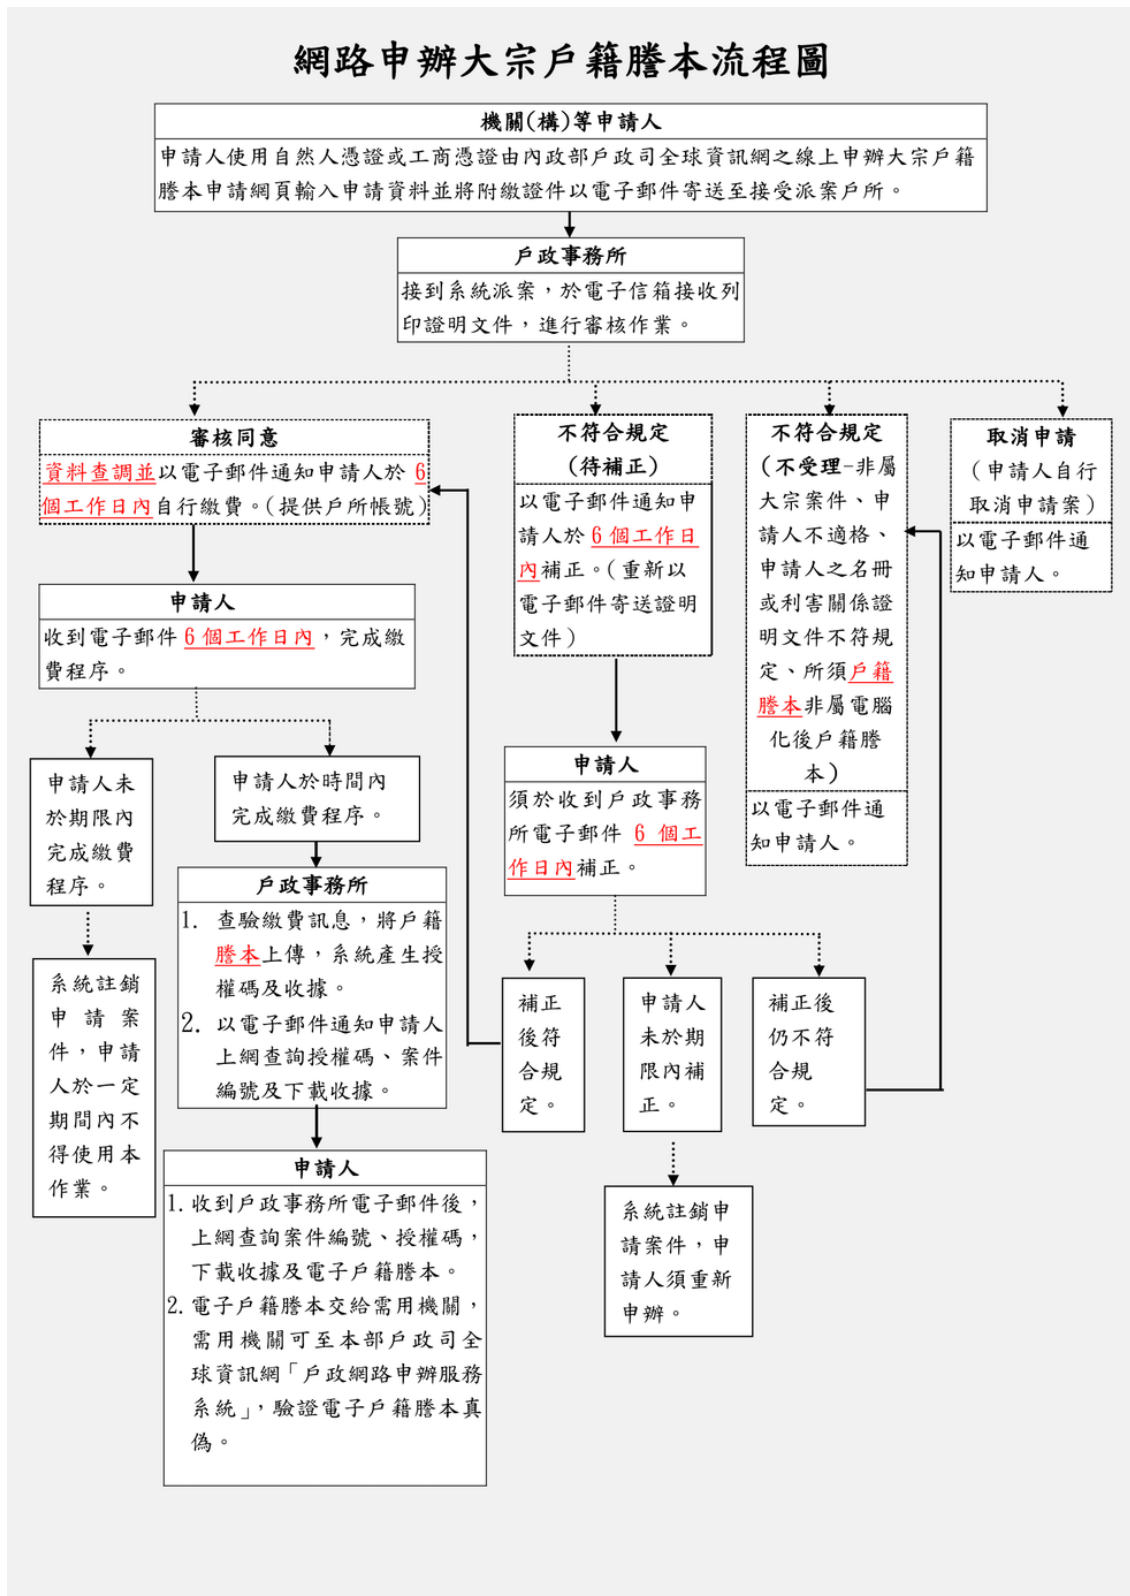 網路申辦大宗戶籍謄本流程圖
機關(構)等申請人
申請人使用自然人憑證或工商憑證由內政部戶政司全球資訊網之線上申辦大宗戶籍
謄本申請網頁輸入申請資料並將附繳證件以電子郵件寄送至接受派案戶所。
戶政事務所
接到系統派案，於電子信箱接收列
印證明文件，進行審核作業。
審核同意
資料查調並以電子郵件通知申請人於 6
個工作日內自行繳費。(提供戶所帳號)
申請人
收到電子郵件 6 個工作日內，完成繳
費程序。
申請人未
於期限內
完成繳費
程序。
系統註銷
申請案
件，申請
人於一定
期間內不
得使用本
作業。
申請人於時間內
完成繳費程序。
戶政事務所
1. 查驗繳費訊息，將戶籍
謄本上傳，系統產生授
權碼及收據。
2. 以電子郵件通知申請人
上網查詢授權碼、案件
編號及下載收據。
申請人
1. 收到戶政事務所電子郵件後，
上網查詢案件編號、授權碼，
下載收據及電子戶籍謄本。
2. 電子戶籍謄本交給需用機關，
需用機關可至本部戶政司全
球資訊網「戶政網路申辦服務
系統」，驗證電子戶籍謄本真
偽。
不符合規定
(待補正)
以電子郵件通知申
請人於 6 個工作日
內補正。(重新以
電子郵件寄送證明
文件)
申請人
須於收到戶政事務
所電子郵件 6 個工
作日內補正。
補正
後符
合規
定。
申請人
未於期
限內補
正。
系統註銷申
請案件，申
請人須重新
申辦。
補正後
仍不符
合規
定。
不符合規定
(不受理-非屬
大宗案件、申
請人不適格、
申請人之名冊
或利害關係證
明文件不符規
定、所須戶籍
謄本非屬電腦
化後戶籍謄
本)
以電子郵件通
知申請人。
取消申請
(申請人自行
取消申請案)
以電子郵件通
知申請人。